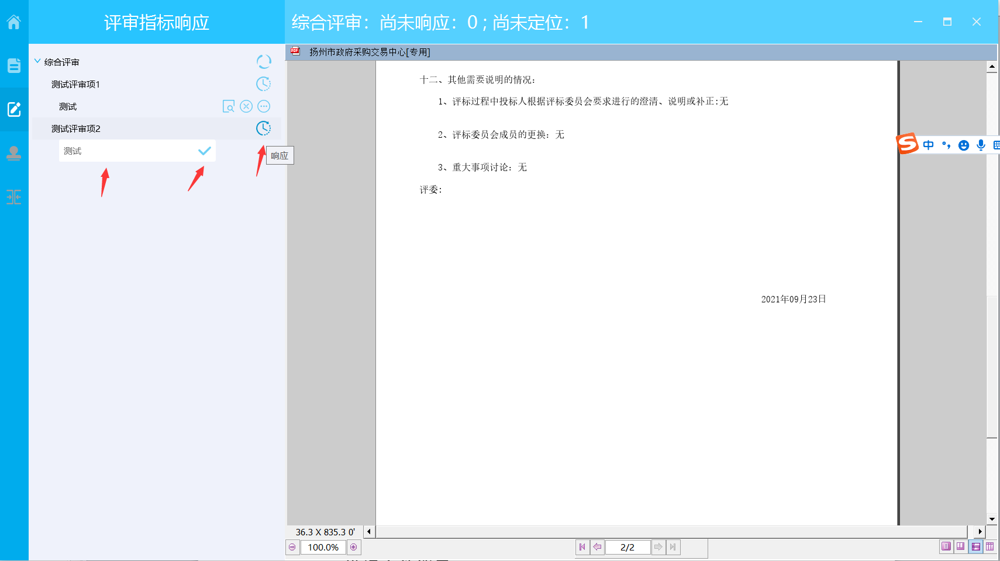 评审指标响应
综合评审：尚未响应：0；尚未定位：1
综合评审
测试评审项1
测试
测试评审项2
测试
响应
扬州市政府采购交易中心[专用]
十二、其他需要说明的情况：
1、评标过程中投标人根据评标委员会要求进行的澄清、说明或补正:无
2、评标委员会成员的更换：无
3、重大事项讨论：无
评委：
2021年09月23日
中
36.3 X 835.3 0'
100.0%
2/2